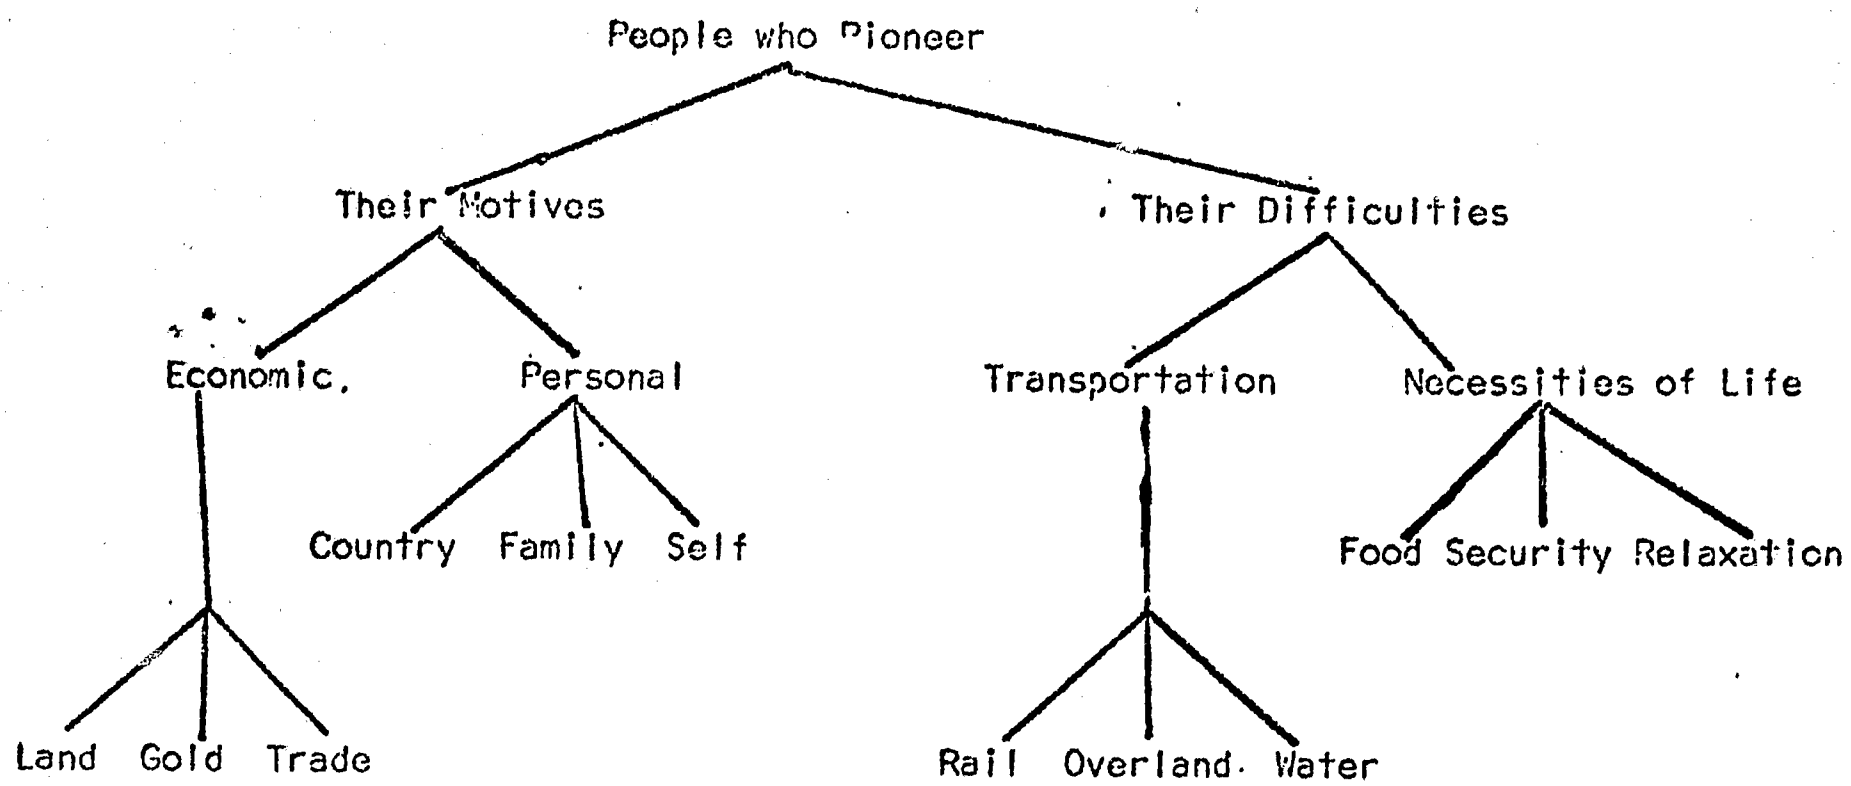 People who Pioneer
Their Motives
Their Difficulties
Economic.
Personal
Transportation
Necessities of Life
Country Family Self
Food Security Relaxation
Land Gold Trade
Rail Overland. Water